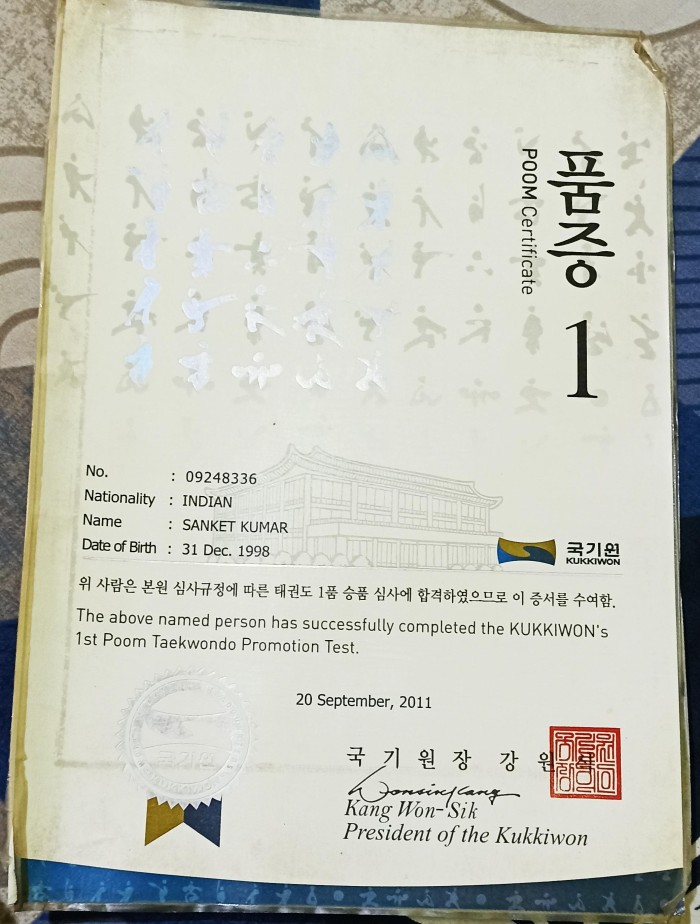 품증 1
POOM Certificate
No. : 09248336
Nationality : INDIAN
Name : SANKET KUMAR
Date of Birth : 31 Dec. 1998
국기원
KUKKIWON
위 사람은 본원 심사규정에 따른 태권도 1품 승품 심사에 합격하였으므로 이 증서를 수여함.
The above named person has successfully completed the KUKKIWON's
1st Poom Taekwondo Promotion Test.
20 September, 2011
국기원
KUKKIWON
국 기 원 장 강 원
Kang Won-Sik
President of the Kukkiwon